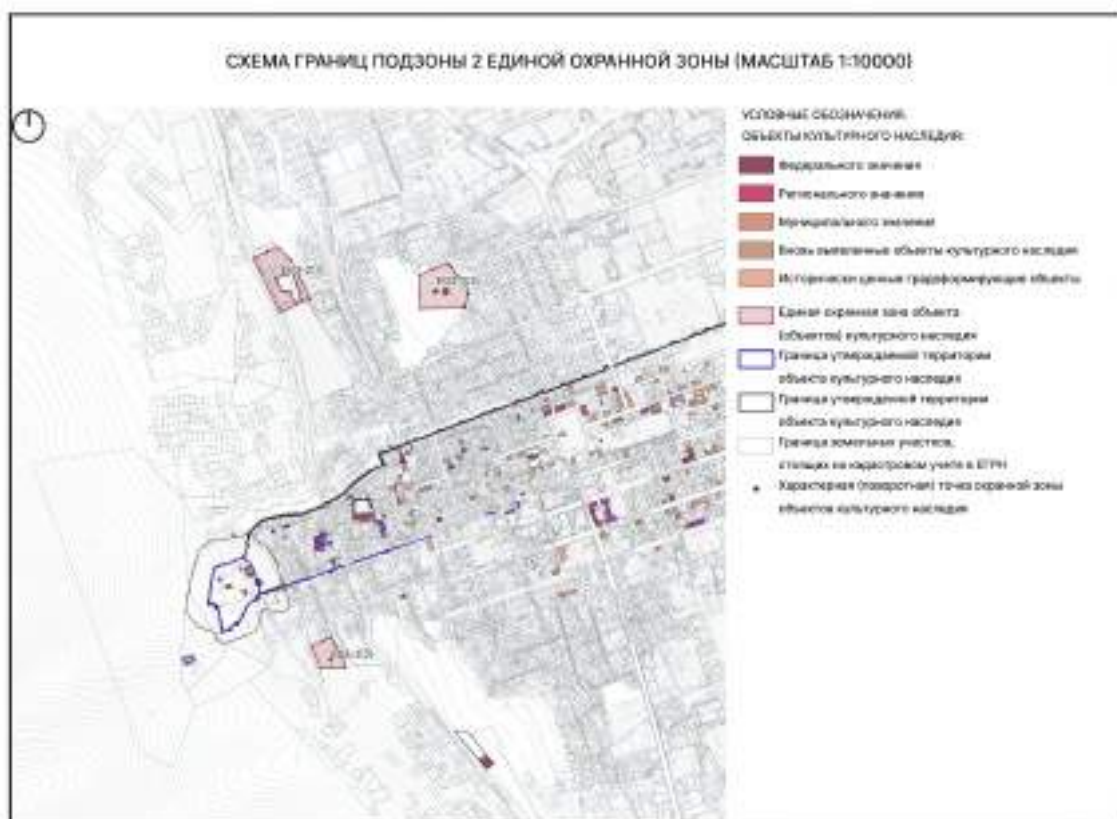 СХЕМА ГРАНИЦ ПОДЗОНЫ 2 ЕДИНОЙ ОХРАННОЙ ЗОНЫ (МАСШТАБ 1:10000)
УСЛОВНЫЕ ОБОЗНАЧЕНИЯ:
ОБЪЕКТЫ КУЛЬТУРНОГО НАСЛЕДИЯ:
Федерального значения
Регионального значения
Муниципального значения
Вновь выявленные объекты культурного наследия
Исторически ценные градоформирующие объекты
Единая охранная зона объекта
(объектов) культурного наследия
Граница утверждаемой территории
объекта культурного наследия
Граница утвержденной территории
объекта культурного наследия
Граница земельных участков,
стоящих на кадастровом учете в ЕГРН
Характерная (поворотная) точка охранной зоны
объектов культурного наследия